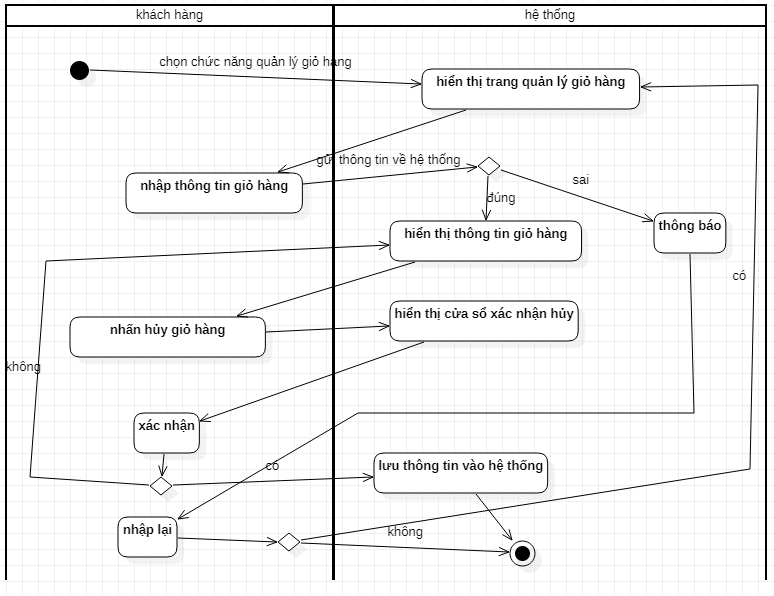 khách hàng
hệ thống
chọn chức năng quản lý giỏ hàng
hiển thị trang quản lý giỏ hàng
gửi thông tin về hệ thống
nhập thông tin giỏ hàng
sai
đúng
thông báo
hiển thị thông tin giỏ hàng
có
hiển thị cửa sổ xác nhận hủy
nhấn hủy giỏ hàng
không
xác nhận
có
lưu thông tin vào hệ thống
nhập lại
không